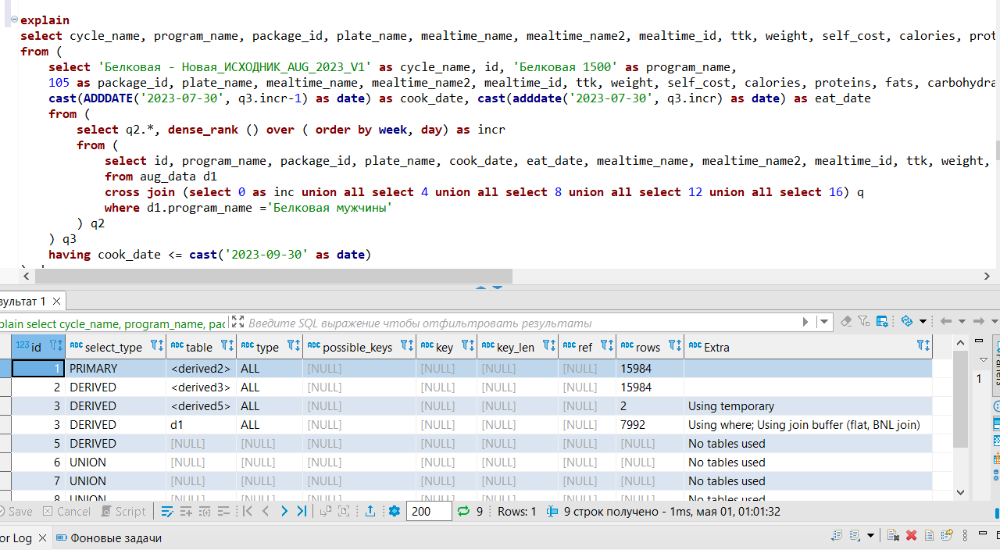 explain
select cycle_name, program_name, package_id, plate_name, mealtime_name, mealtime_name2, mealtime_id, ttk, weight, self_cost, calories, prot
from (
select 'Белковая - Новая_ИСХОДНИК_AUG_2023_V1' as cycle_name, id, 'Белковая 1500' as program_name,
105 as package_id, plate_name, mealtime_name, mealtime_name2, mealtime_id, ttk, weight, self_cost, calories, proteins, fats, carbohydra
cast(ADDDATE('2023-07-30', q3.incr-1) as date) as cook_date, cast(adddate('2023-07-30', q3.incr) as date) as eat_date
from (
select q2.*, dense_rank () over ( order by week, day) as incr
from (
select id, program_name, package_id, plate_name, cook_date, eat_date, mealtime_name, mealtime_name2, mealtime_id, ttk, weight,
from aug_data d1
cross join (select 0 as inc union all select 4 union all select 8 union all select 12 union all select 16) q
where d1.program_name ='Белковая мужчины'
) q2
) q3
having cook_date <= cast('2023-09-30' as date)
зультат 1
plain select cycle_name, program_name, pac Введите SQL выражение чтобы отфильтровать результаты
123 id ABC select_type ABC table ABC type ABC possible_keys ABC key ABC key_len ABC ref ABC rows ABC Extra
1 PRIMARY <derived2> ALL [NULL] [NULL] [NULL] [NULL] 15984
2 DERIVED <derived3> ALL [NULL] [NULL] [NULL] [NULL] 15984
3 DERIVED <derived5> ALL [NULL] [NULL] [NULL] [NULL] 2 Using temporary
3 DERIVED d1 ALL [NULL] [NULL] [NULL] [NULL] 7992 Using where; Using join buffer (flat, BNL join)
5 DERIVED [NULL] [NULL] [NULL] [NULL] [NULL] [NULL] [NULL] No tables used
6 UNION [NULL] [NULL] [NULL] [NULL] [NULL] [NULL] [NULL] No tables used
7 UNION [NULL] [NULL] [NULL] [NULL] [NULL] [NULL] [NULL] No tables used
8 UNION [NULL] [NULL] [NULL] [NULL] [NULL] [NULL] [NULL] No tables used
1
Save Cancel Script 200 9 Rows: 1 9 строк получено - 1ms, мая 01, 01:01:32
or Log Фоновые задачи